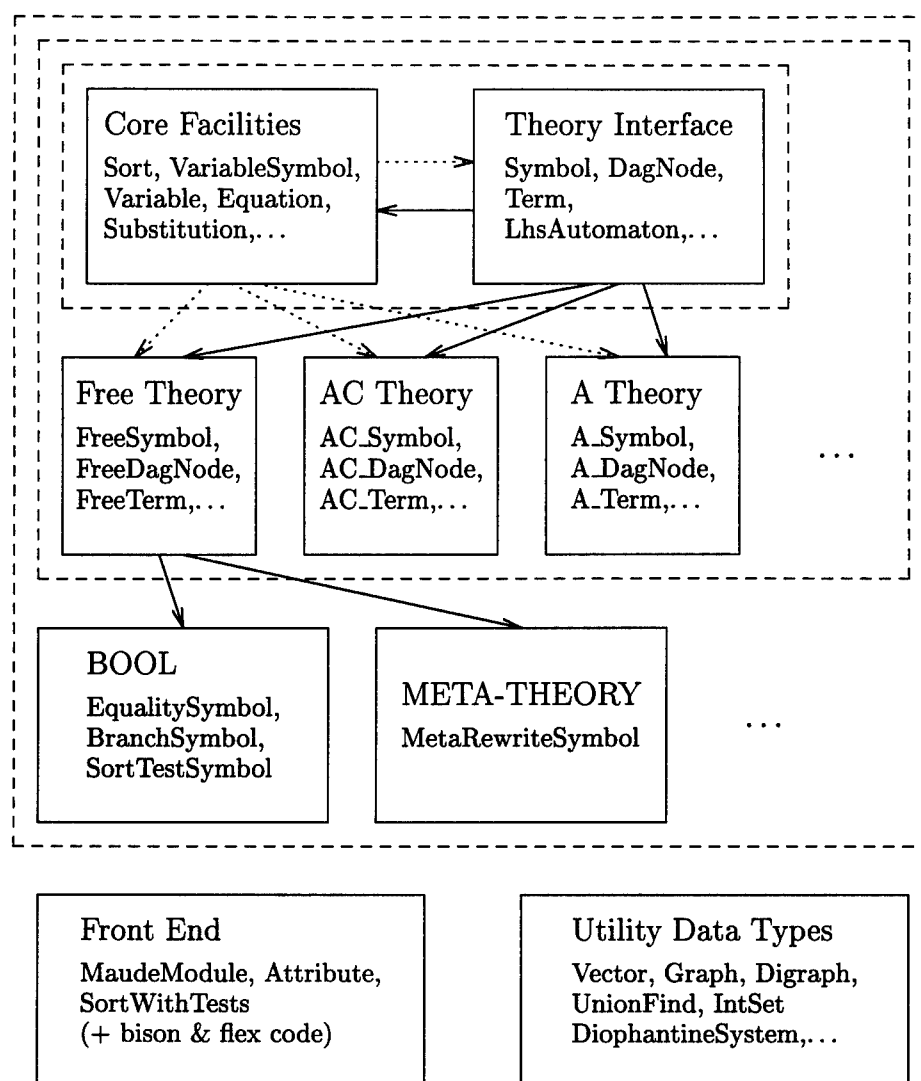 Core Facilities
Sort, VariableSymbol,
Variable, Equation,
Substitution,...
Theory Interface
Symbol, DagNode,
Term,
LhsAutomaton,...
Free Theory
FreeSymbol,
FreeDagNode,
FreeTerm,...
AC Theory
AC_Symbol,
AC_DagNode,
AC_Term,...
A Theory
A_Symbol,
A_DagNode,
A_Term,...
...
BOOL
EqualitySymbol,
BranchSymbol,
SortTestSymbol
META-THEORY
MetaRewriteSymbol
...
Front End
MaudeModule, Attribute,
SortWithTests
(+ bison & flex code)
Utility Data Types
Vector, Graph, Digraph,
UnionFind, IntSet
DiophantineSystem,...